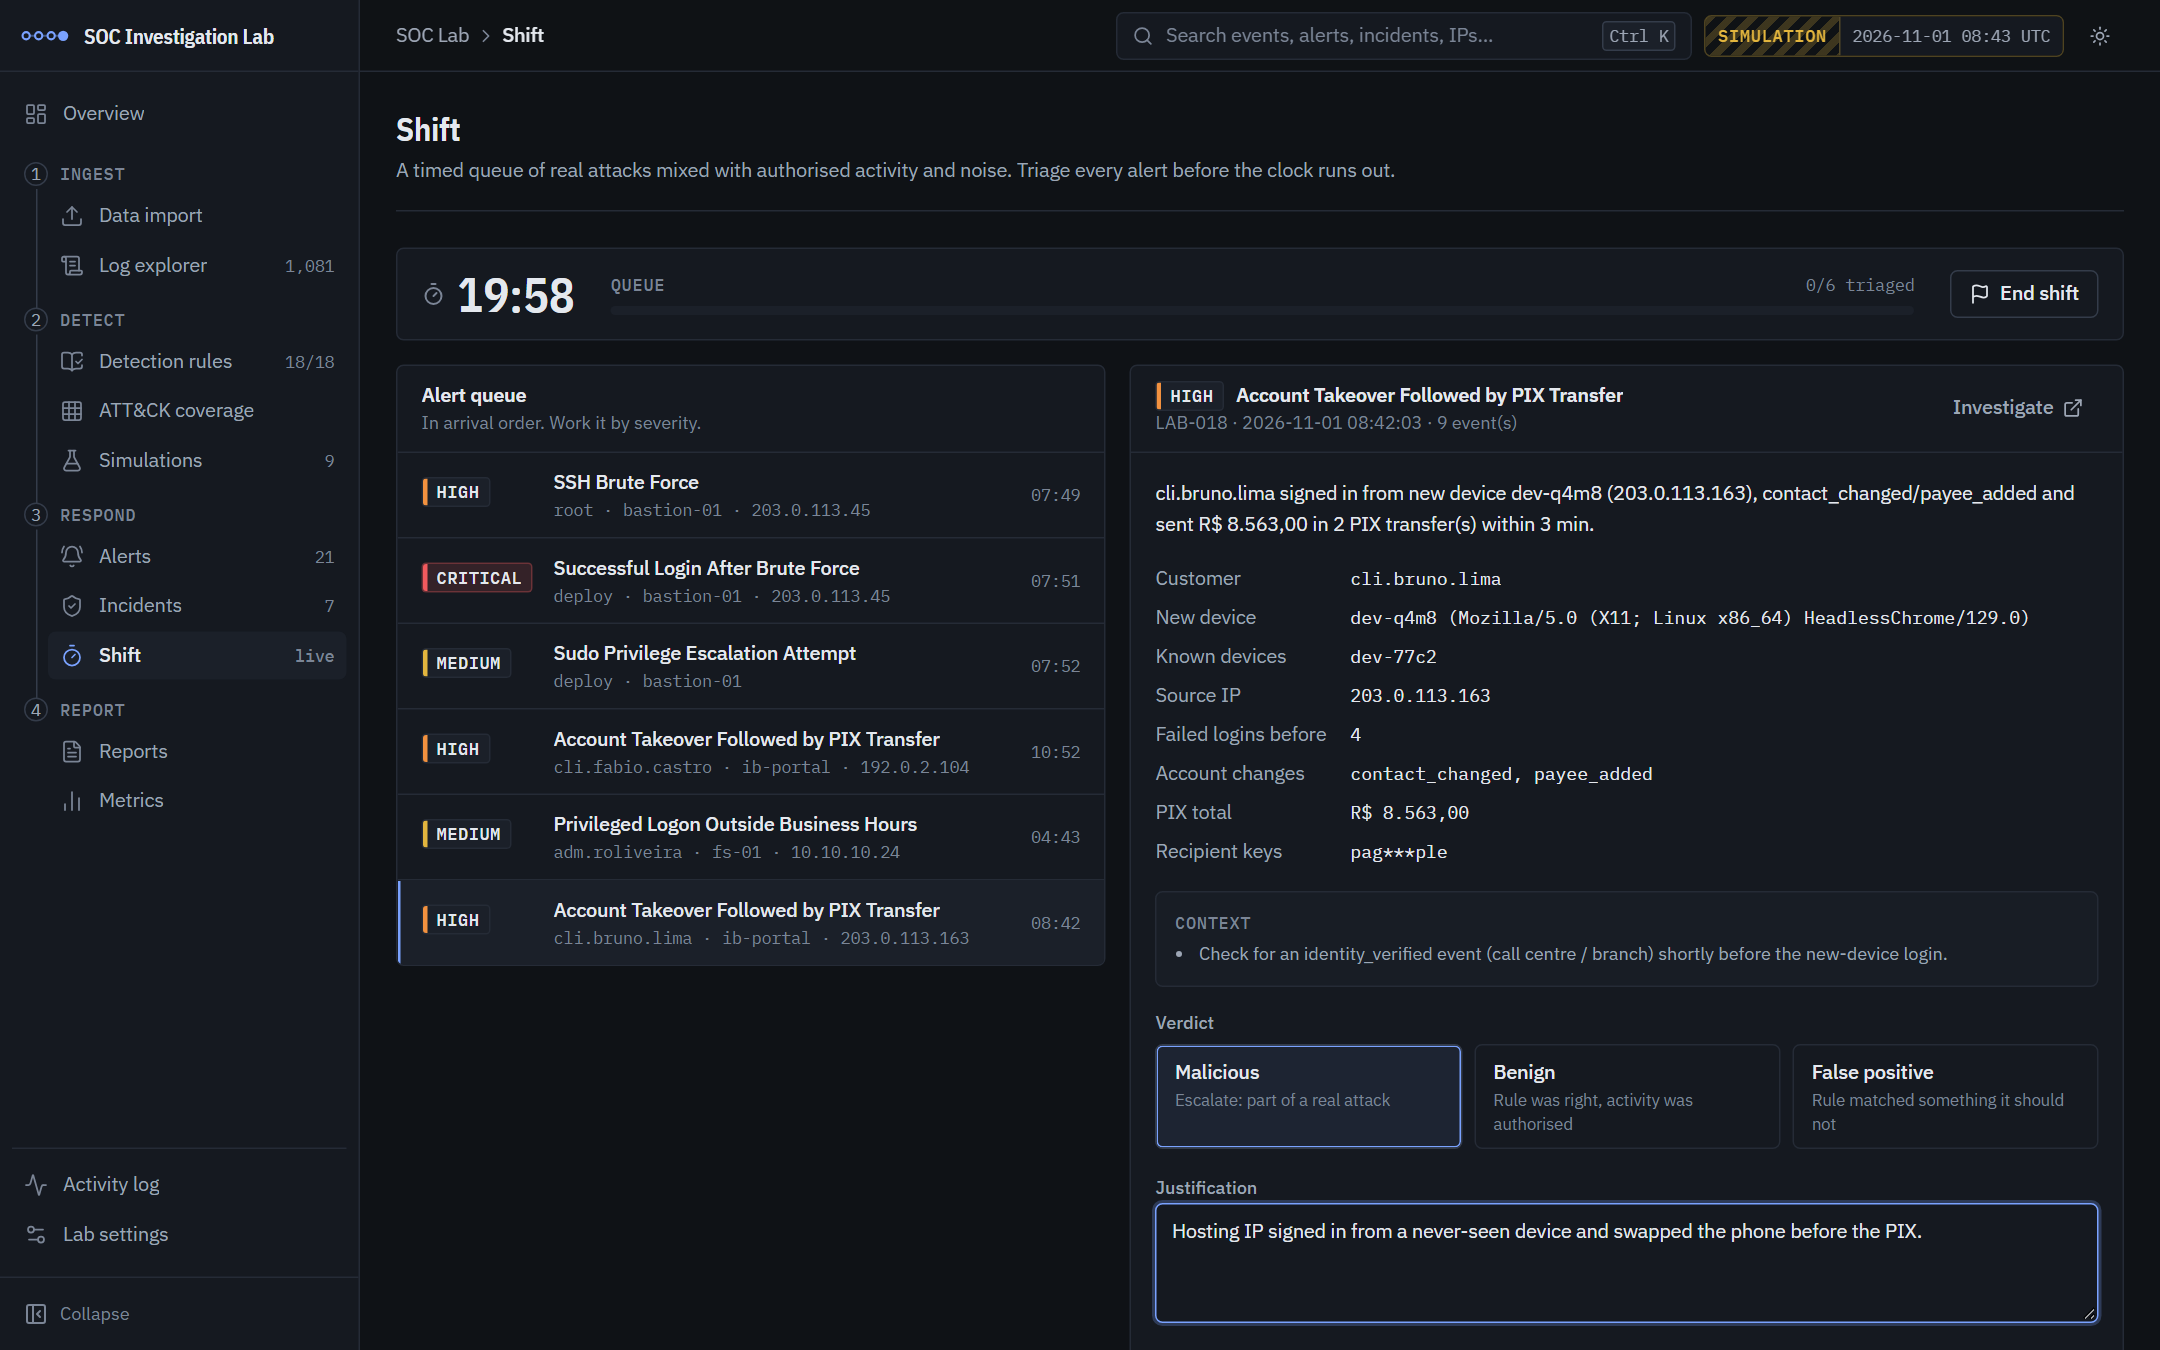 SOC Investigation Lab
SOC Lab > Shift
Search events, alerts, incidents, IPs...
Ctrl K
SIMULATION
2026-11-01 08:43 UTC
Overview
1 INGEST
Data import
Log explorer 1,081
2 DETECT
Detection rules 18/18
ATT&CK coverage
Simulations 9
3 RESPOND
Alerts 21
Incidents 7
Shift live
4 REPORT
Reports
Metrics
Activity log
Lab settings
Collapse
Shift
A timed queue of real attacks mixed with authorised activity and noise. Triage every alert before the clock runs out.
19:58
QUEUE
0/6 triaged
End shift
Alert queue
In arrival order. Work it by severity.
HIGH SSH Brute Force 07:49
root · bastion-01 · 203.0.113.45
CRITICAL Successful Login After Brute Force 07:51
deploy · bastion-01 · 203.0.113.45
MEDIUM Sudo Privilege Escalation Attempt 07:52
deploy · bastion-01
HIGH Account Takeover Followed by PIX Transfer 10:52
cli.fabio.castro · ib-portal · 192.0.2.104
MEDIUM Privileged Logon Outside Business Hours 04:43
adm.roliveira · fs-01 · 10.10.10.24
HIGH Account Takeover Followed by PIX Transfer 08:42
cli.bruno.lima · ib-portal · 203.0.113.163
HIGH Account Takeover Followed by PIX Transfer
LAB-018 · 2026-11-01 08:42:03 · 9 event(s)
Investigate
cli.bruno.lima signed in from new device dev-q4m8 (203.0.113.163), contact_changed/payee_added and
sent R$ 8.563,00 in 2 PIX transfer(s) within 3 min.
Customer cli.bruno.lima
New device dev-q4m8 (Mozilla/5.0 (X11; Linux x86_64) HeadlessChrome/129.0)
Known devices dev-77c2
Source IP 203.0.113.163
Failed logins before 4
Account changes contact_changed, payee_added
PIX total R$ 8.563,00
Recipient keys pag***ple
CONTEXT
• Check for an identity_verified event (call centre / branch) shortly before the new-device login.
Verdict
Malicious
Escalate: part of a real attack
Benign
Rule was right, activity was
authorised
False positive
Rule matched something it should
not
Justification
Hosting IP signed in from a never-seen device and swapped the phone before the PIX.